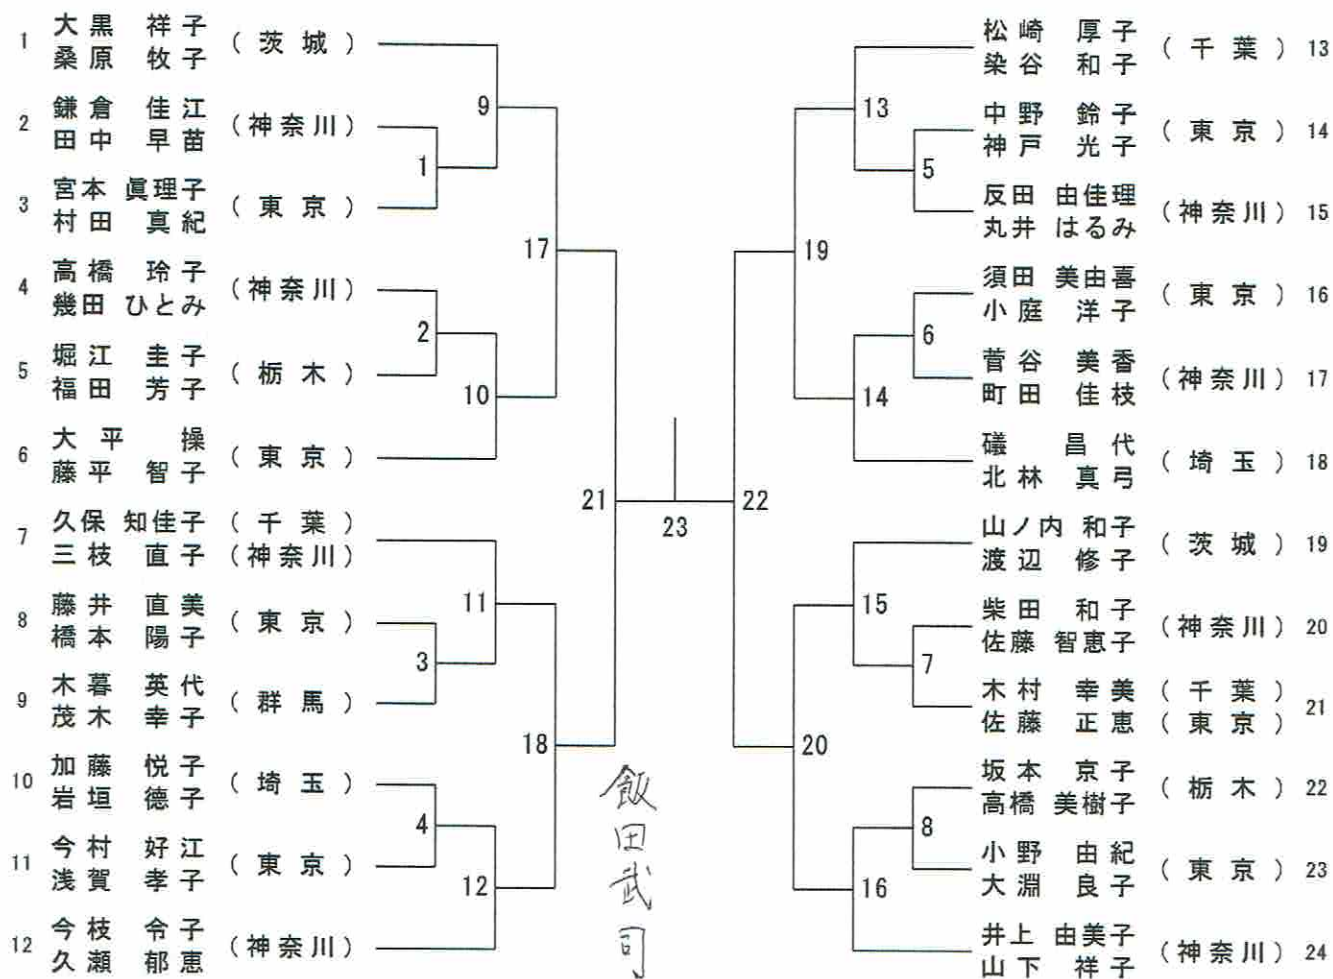 1 大黒 祥子 (茨城)
桑原 牧子
2 鎌倉 佳江 (神奈川)
田中 早苗
3 宮本 眞理子 (東京)
村田 真紀
4 高橋 玲子 (神奈川)
幾田 ひとみ
5 堀江 圭子 (栃木)
福田 芳子
6 大平 操 (東京)
藤平 智子
7 久保 知佳子 (千葉)
三枝 直子 (神奈川)
8 藤井 直美 (東京)
橋本 陽子
9 木暮 英代 (群馬)
茂木 幸子
10 加藤 悦子 (埼玉)
岩垣 德子
11 今村 好江 (東京)
浅賀 孝子
12 今枝 令子 (神奈川)
久瀬 郁恵
9
1
17
2
10
21
11
3
18
4
12
23
飯田武司
22
13
5
19
6
14
15
7
20
8
16
松崎 厚子 (千葉) 13
染谷 和子
中野 鈴子 (東京) 14
神戸 光子
反田 由佳理 (神奈川) 15
丸井 はるみ
須田 美由喜 (東京) 16
小庭 洋子
菅谷 美香 (神奈川) 17
町田 佳枝
礒 昌代 (埼玉) 18
北林 真弓
山ノ内 和子 (茨城) 19
渡辺 修子
柴田 和子 (神奈川) 20
佐藤 智恵子
木村 幸美 (千葉) 21
佐藤 正恵 (東京)
坂本 京子 (栃木) 22
高橋 美樹子
小野 由紀 (東京) 23
大淵 良子
井上 由美子 (神奈川) 24
山下 祥子